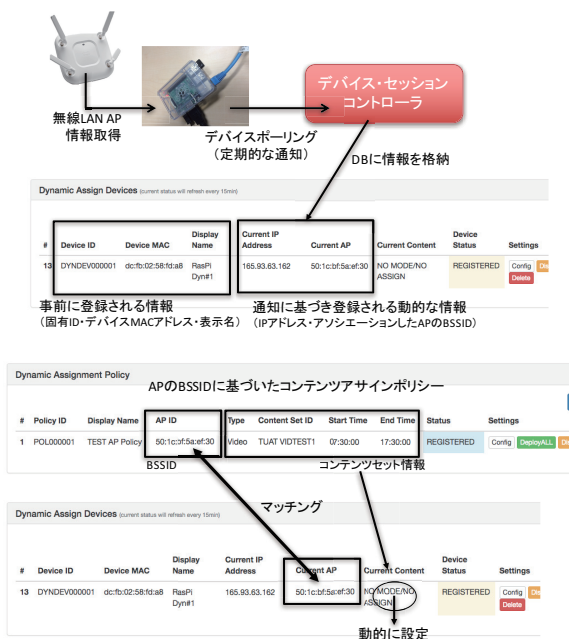 無線LAN AP
情報取得
デバイスポーリング
（定期的な通知）
デバイス・セッション
コントローラ
DBに情報を格納
Dynamic Assign Devices (current status will refresh every 15min)
# Device ID Device MAC Display Name Current IP Address Current AP Current Content Device Status Settings
13 DYNDEV000001 dc:fb:02:58:fd:a8 RasPi Dyn#1 165.93.63.162 50:1c:bf:5a:ef:30 NO MODE/NO ASSIGN REGISTERED Config Delete
事前に登録される情報
（固有ID・デバイスMACアドレス・表示名）
通知に基づき登録される動的な情報
（IPアドレス・アソシエーションしたAPのBSSID）
Dynamic Assignment Policy
APのBSSIDに基づいたコンテンツアサインポリシー
# Policy ID Display Name AP ID Type Content Set ID Start Time End Time Status Settings
1 POL000001 TEST AP Policy 50:1c:bf:5a:ef:30 Video TUAT VIDTEST1 07:30:00 17:30:00 REGISTERED Config DeployALL
BSSID
コンテンツセット情報
マッチング
Dynamic Assign Devices (current status will refresh every 15min)
# Device ID Device MAC Display Name Current IP Address Current AP Current Content Device Status Settings
13 DYNDEV000001 dc:fb:02:58:fd:a8 RasPi Dyn#1 165.93.63.162 50:1c:bf:5a:ef:30 NO MODE/NO ASSIGN REGISTERED Config Delete
動的に設定